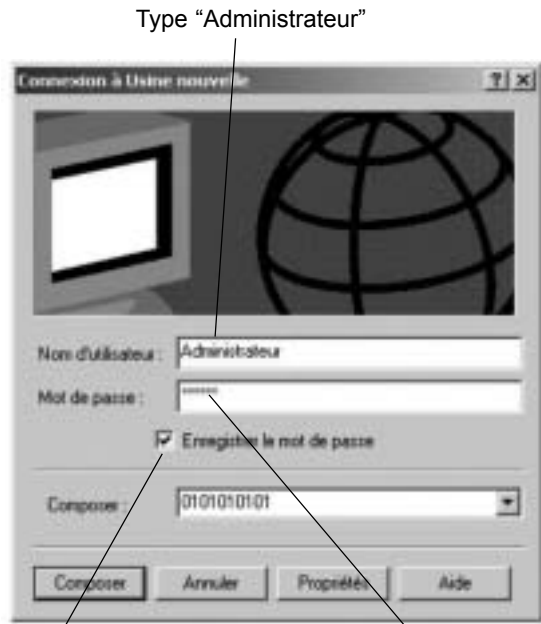 Type “Administrateur”
Connexion à Usine nouvelle
Nom d'utilisateur : Administrateur
Mot de passe : ******
Enregistrer le mot de passe
Composer : 0101010101
Composer Annuler Propriétés Aide